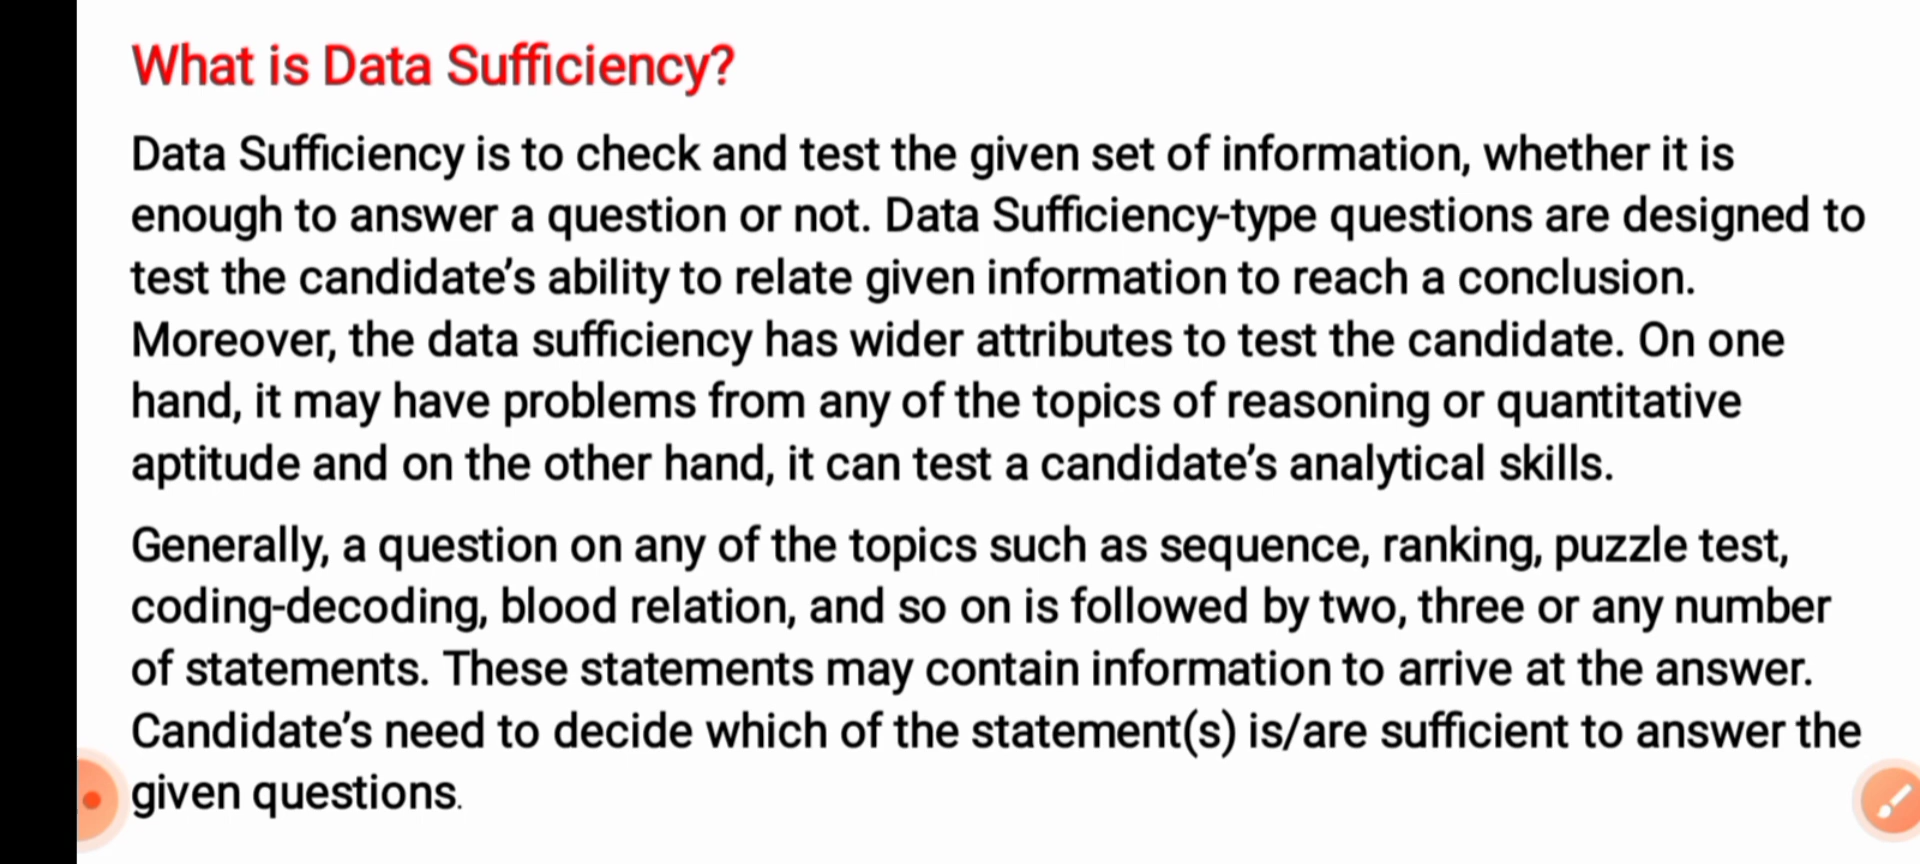 What is Data Sufficiency?
Data Sufficiency is to check and test the given set of information, whether it is
enough to answer a question or not. Data Sufficiency-type questions are designed to
test the candidate’s ability to relate given information to reach a conclusion.
Moreover, the data sufficiency has wider attributes to test the candidate. On one
hand, it may have problems from any of the topics of reasoning or quantitative
aptitude and on the other hand, it can test a candidate’s analytical skills.
Generally, a question on any of the topics such as sequence, ranking, puzzle test,
coding-decoding, blood relation, and so on is followed by two, three or any number
of statements. These statements may contain information to arrive at the answer.
Candidate’s need to decide which of the statement(s) is/are sufficient to answer the
given questions.